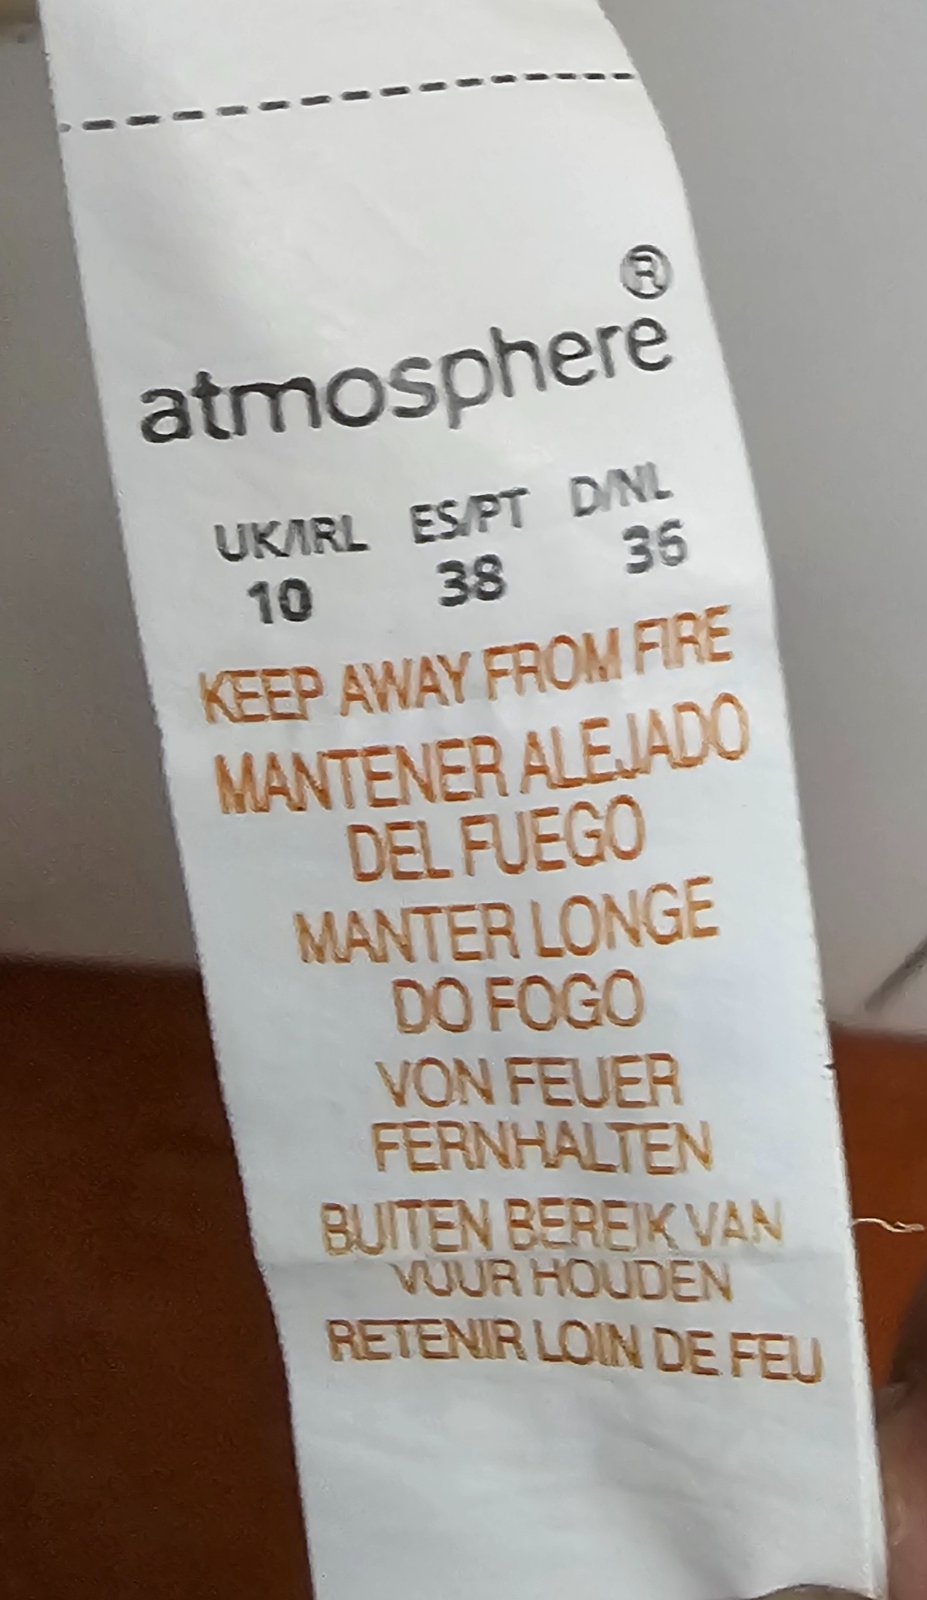 ®
atmosphere
UK/IRL ES/PT D/NL
10 38 36
KEEP AWAY FROM FIRE
MANTENER ALEJADO
DEL FUEGO
MANTER LONGE
DO FOGO
VON FEUER
FERNHALTEN
BUITEN BEREIK VAN
VUUR HOUDEN
RETENIR LOIN DE FEU